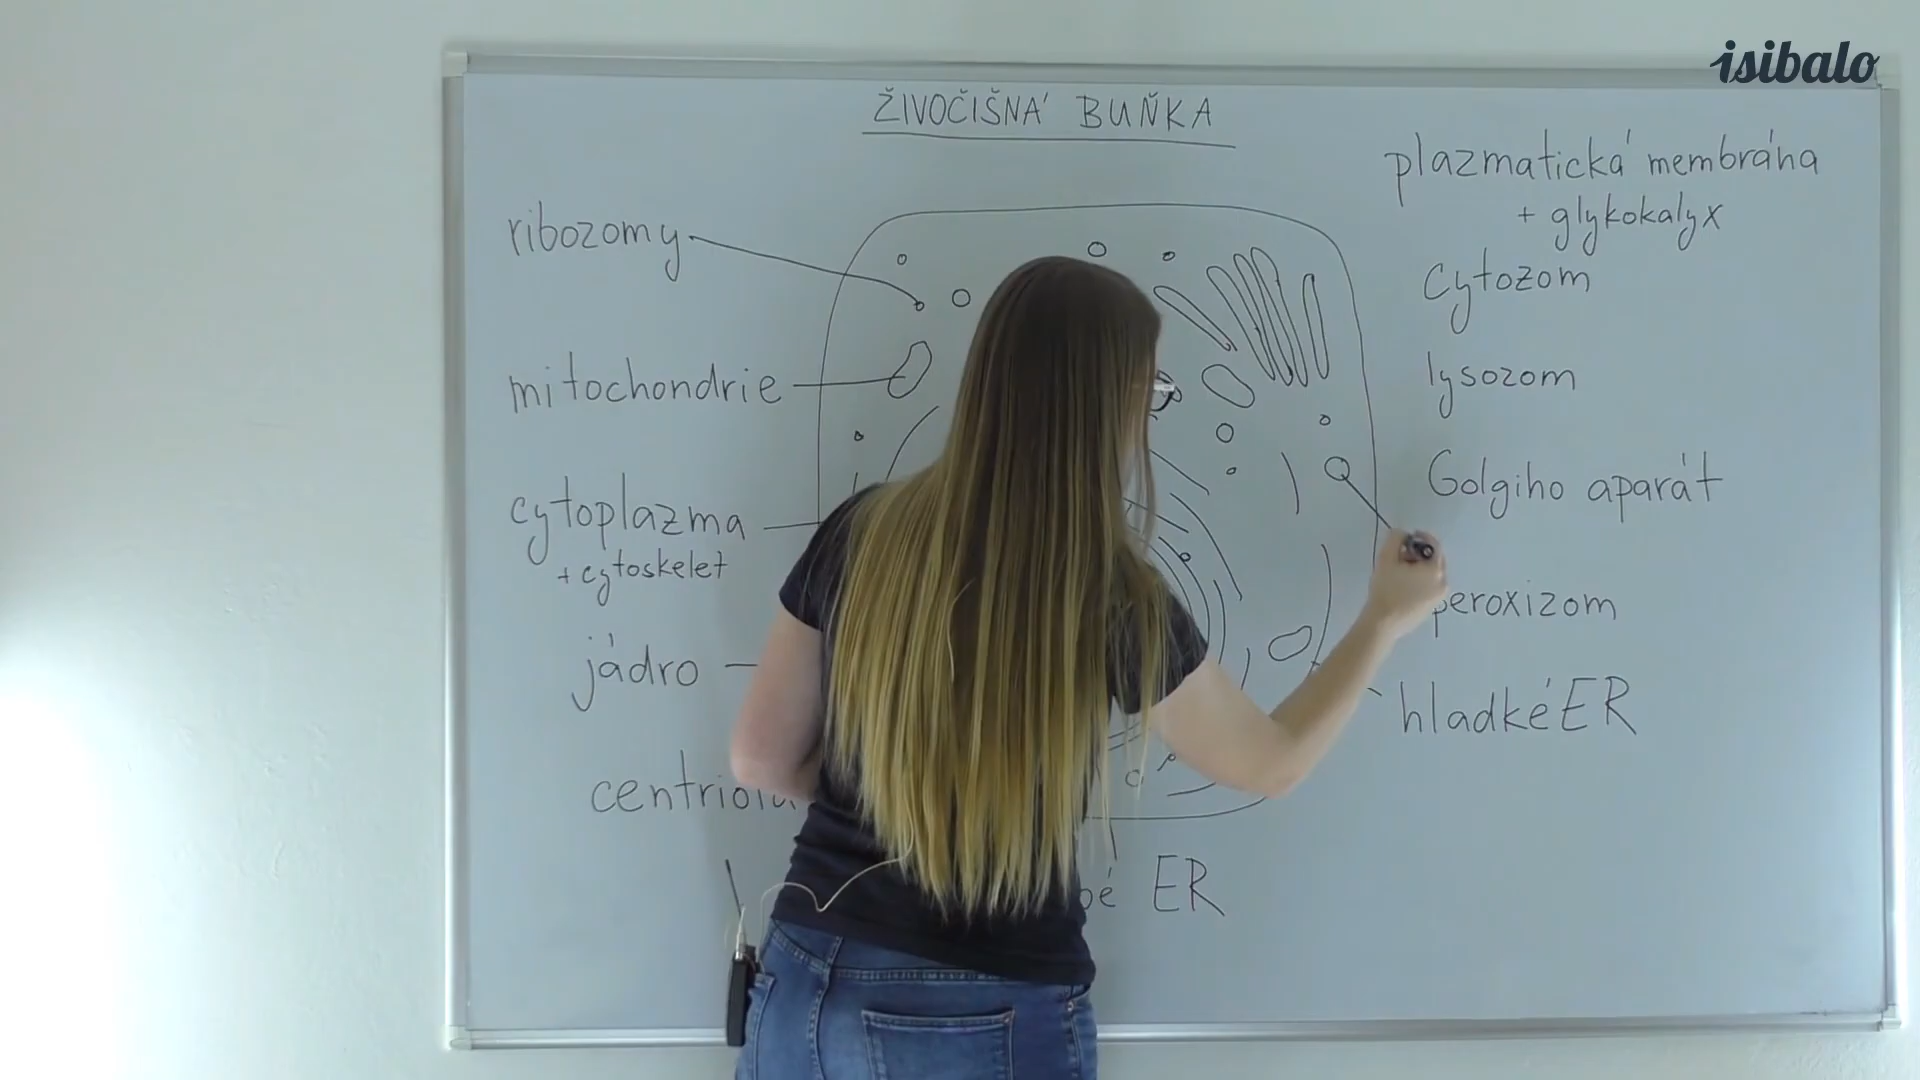 isibalo
ŽIVOČIŠNÁ BUŇKA
ribozomy
mitochondrie
cytoplazma
+ cytoskelet
jádro
plazmatická membrána
+ glykokalyx
cytozom
lysozom
Golgiho aparát
peroxizom
hladké ER
ER